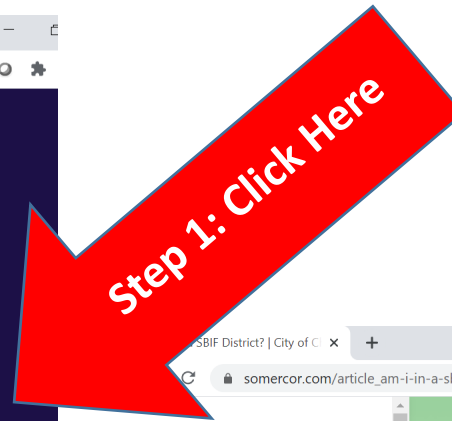 Step 1: Click Here
SBIF District? | City of C
somercor.com/article_am-i-in-a-s